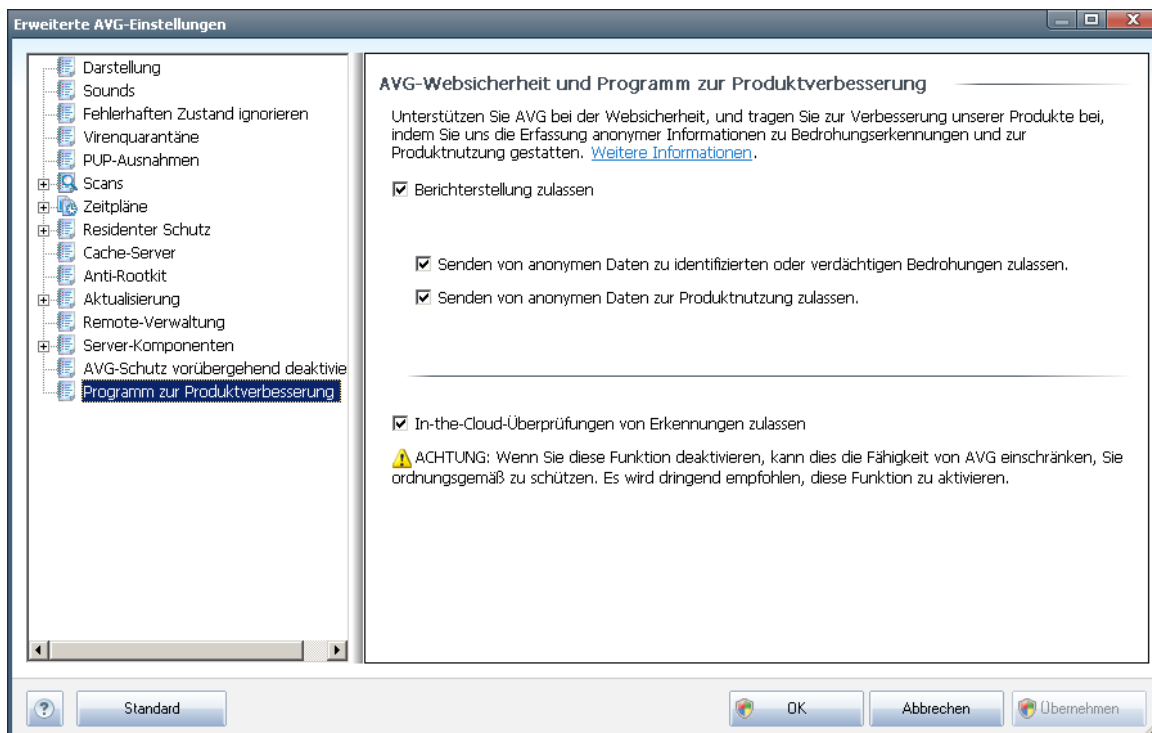 Erweiterte AVG-Einstellungen
Darstellung
Sounds
Fehlerhaften Zustand ignorieren
Virenquarantäne
PUP-Ausnahmen
Scans
Zeitpläne
Residenter Schutz
Cache-Server
Anti-Rootkit
Aktualisierung
Remote-Verwaltung
Server-Komponenten
AVG-Schutz vorübergehend deaktivie
Programm zur Produktverbesserung
AVG-Websicherheit und Programm zur Produktverbesserung
Unterstützen Sie AVG bei der Websicherheit, und tragen Sie zur Verbesserung unserer Produkte bei,
indem Sie uns die Erfassung anonymer Informationen zu Bedrohungserkennungen und zur
Produktnutzung gestatten. Weitere Informationen.
Berichterstellung zulassen
Senden von anonymen Daten zu identifizierten oder verdächtigen Bedrohungen zulassen.
Senden von anonymen Daten zur Produktnutzung zulassen.
In-the-Cloud-Überprüfungen von Erkennungen zulassen
ACHTUNG: Wenn Sie diese Funktion deaktivieren, kann dies die Fähigkeit von AVG einschränken, Sie
ordnungsgemäß zu schützen. Es wird dringend empfohlen, diese Funktion zu aktivieren.
? Standard OK Abbrechen Übernehmen